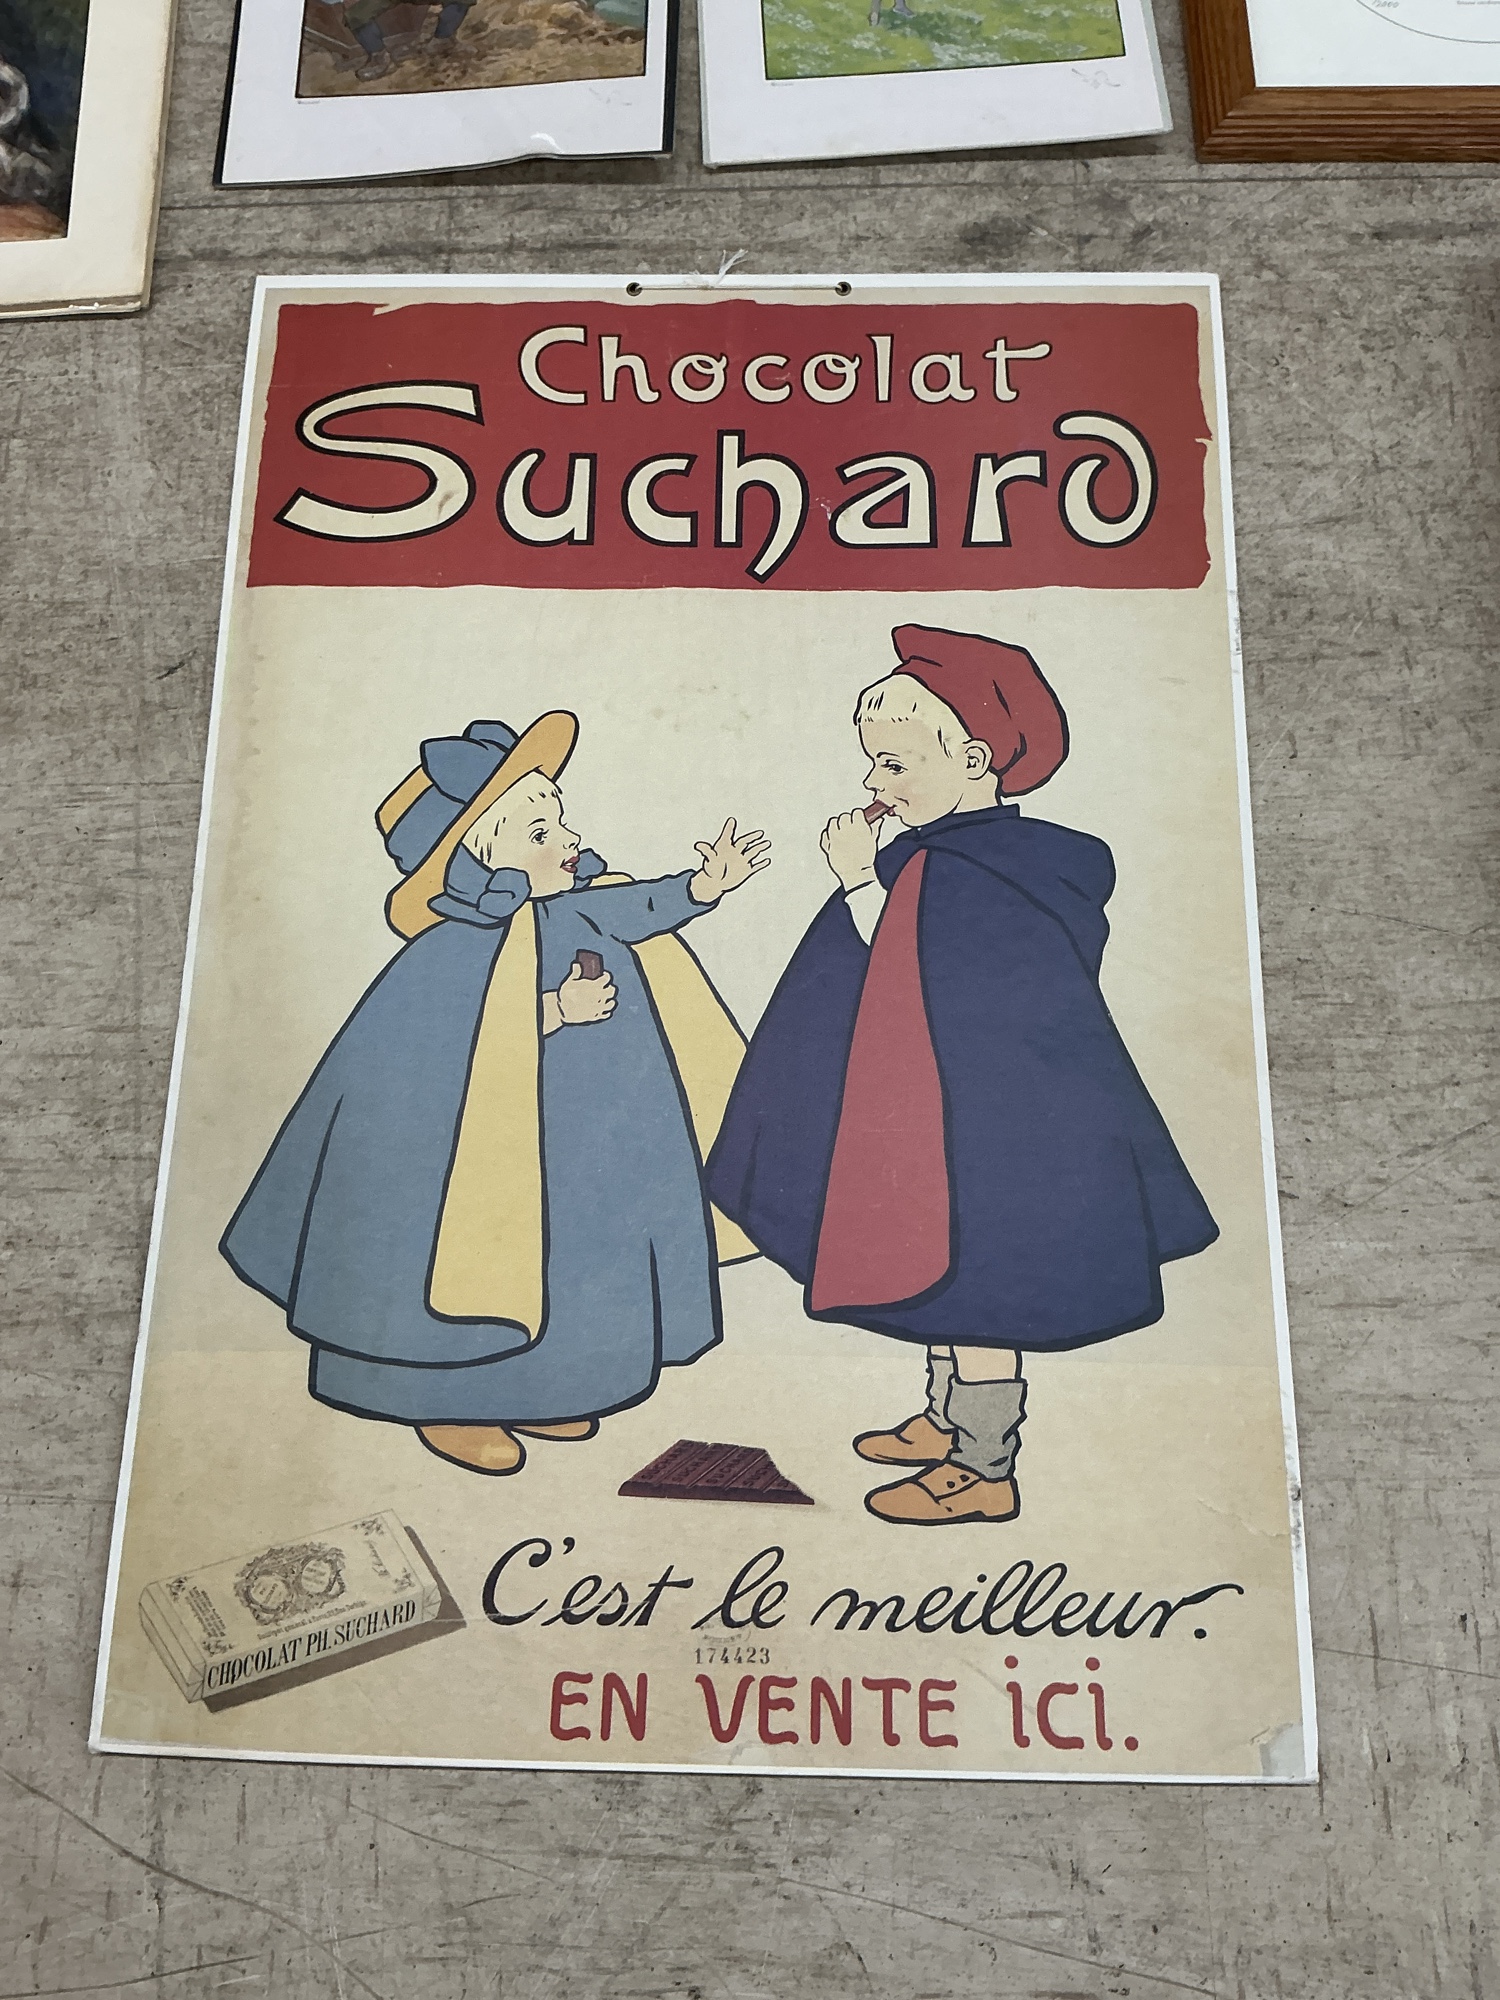 Chocolat
Suchard
C'est le meilleur.
CHOCOLAT PH. SUCHARD
174423
EN VENTE ici.